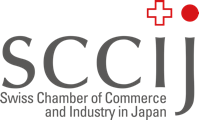 sccij
Swiss Chamber of Commerce
and Industry in Japan